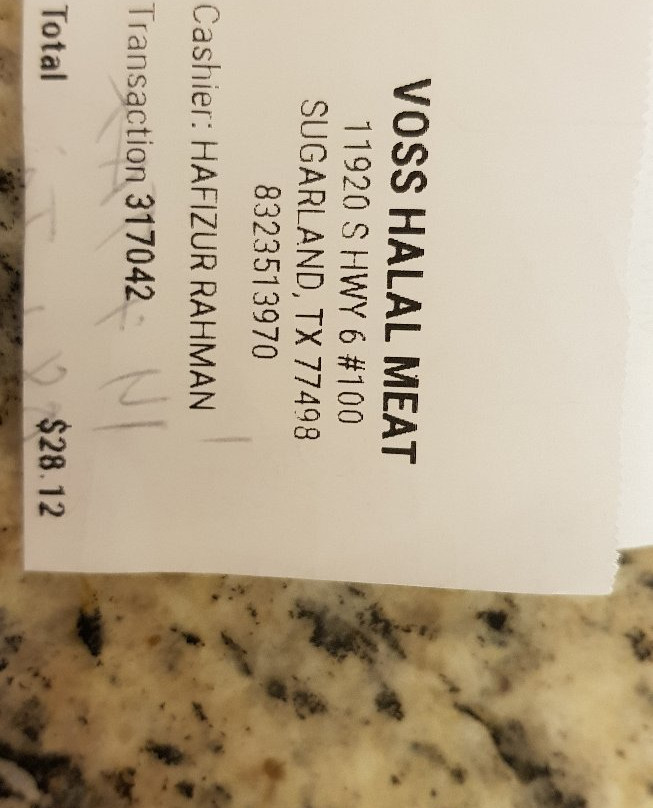 VOSS HALAL MEAT
11920 S HWY 6 #100
SUGARLAND, TX 77498
8323513970
Cashier: HAFIZUR RAHMAN
Transaction 317042
Total $28.12